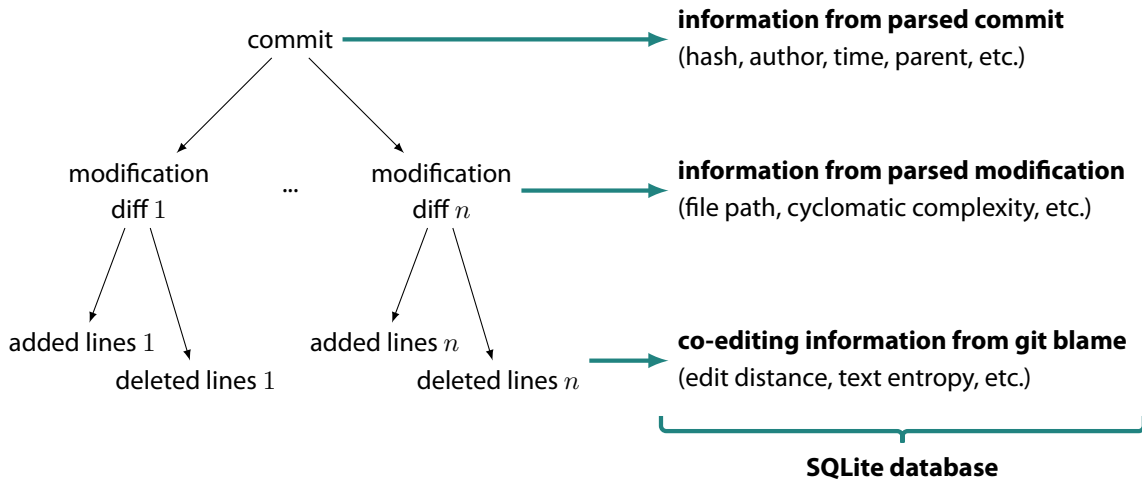 commit
information from parsed commit
(hash, author, time, parent, etc.)
modification
diff 1
...
modification
diff n
information from parsed modification
(file path, cyclomatic complexity, etc.)
added lines 1
deleted lines 1
added lines n
deleted lines n
co-editing information from git blame
(edit distance, text entropy, etc.)
SQLite database